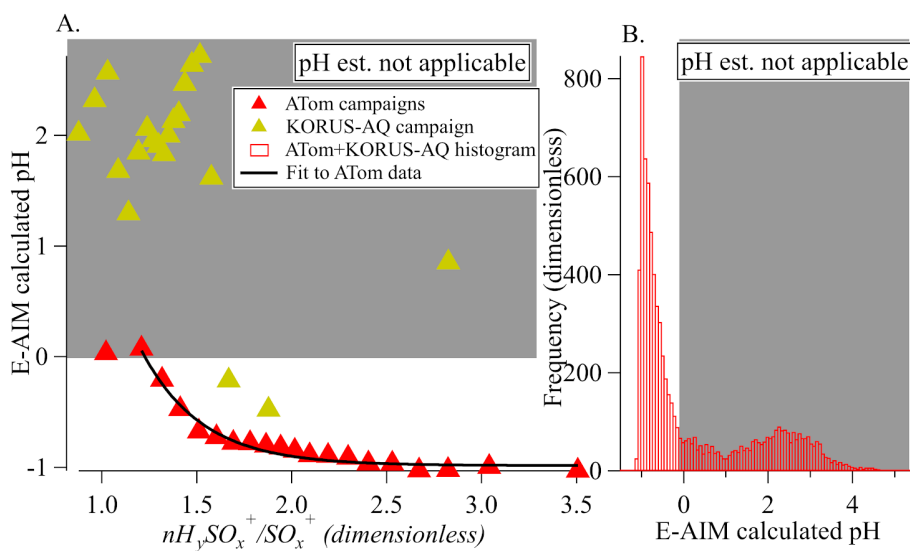 A.
pH est. not applicable
ATom campaigns
KORUS-AQ campaign
ATom+KORUS-AQ histogram
Fit to ATom data
E-AIM calculated pH
2
1
0
-1
1.0 1.5 2.0 2.5 3.0 3.5
nHySOx+/SOx+ (dimensionless)
B.
pH est. not applicable
Frequency (dimensionless)
800
600
400
200
0
0 2 4
E-AIM calculated pH